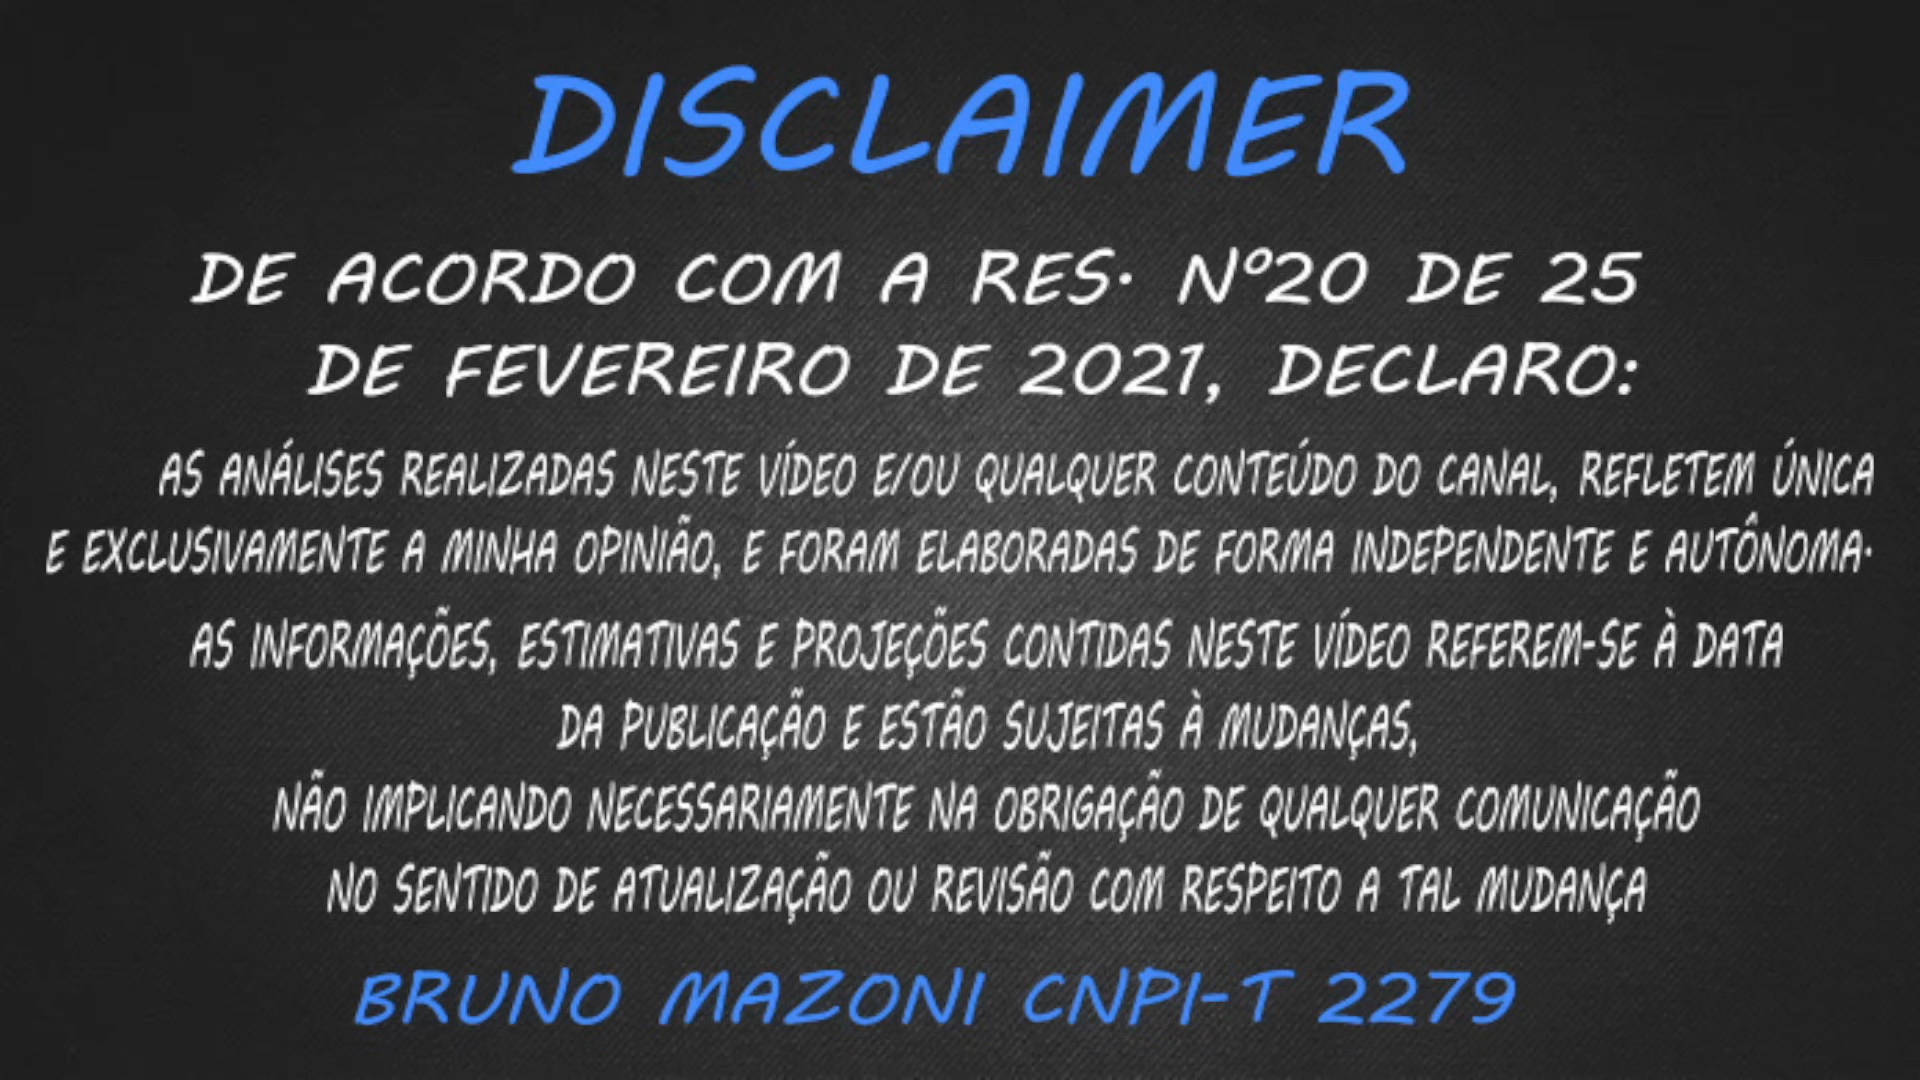 DISCLAIMER
DE ACORDO COM A RES. Nº20 DE 25
DE FEVEREIRO DE 2021, DECLARO:
AS ANÁLISES REALIZADAS NESTE VÍDEO E/OU QUALQUER CONTEÚDO DO CANAL, REFLETEM ÚNICA
E EXCLUSIVAMENTE A MINHA OPINIÃO, E FORAM ELABORADAS DE FORMA INDEPENDENTE E AUTÔNOMA.
AS INFORMAÇÕES, ESTIMATIVAS E PROJEÇÕES CONTIDAS NESTE VÍDEO REFEREM-SE À DATA
DA PUBLICAÇÃO E ESTÃO SUJEITAS À MUDANÇAS,
NÃO IMPLICANDO NECESSARIAMENTE NA OBRIGAÇÃO DE QUALQUER COMUNICAÇÃO
NO SENTIDO DE ATUALIZAÇÃO OU REVISÃO COM RESPEITO A TAL MUDANÇA
BRUNO MAZONI CNPI-T 2279